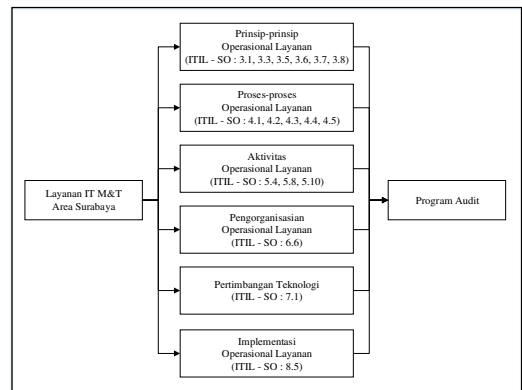 Prinsip-prinsip
Operasional Layanan
(ITIL - SO : 3.1, 3.3, 3.5, 3.6, 3.7, 3.8)
Proses-proses
Operasional Layanan
(ITIL - SO : 4.1, 4.2, 4.3, 4.4, 4.5)
Aktivitas
Operasional Layanan
(ITIL - SO : 5.4, 5.8, 5.10)
Layanan IT M&T
Area Surabaya
Program Audit
Pengorganisasian
Operasional Layanan
(ITIL - SO : 6.6)
Pertimbangan Teknologi
(ITIL - SO : 7.1)
Implementasi
Operasional Layanan
(ITIL - SO : 8.5)